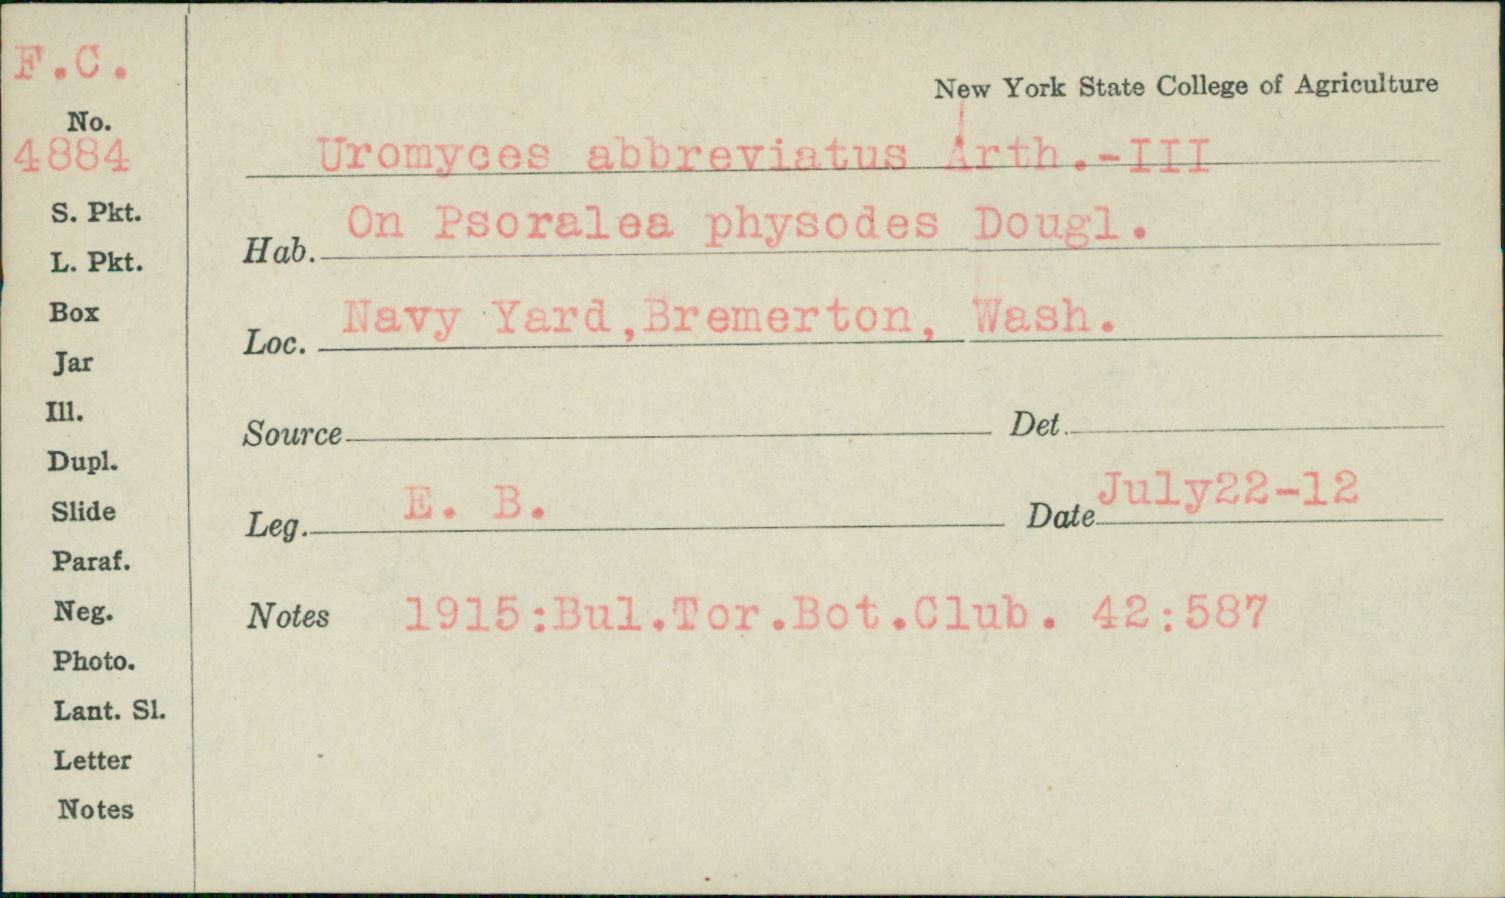 F.C.
No.
4884
S. Pkt.
L. Pkt.
Box
Jar
Ill.
Dupl.
Slide
Paraf.
Neg.
Photo.
Lant. Sl.
Letter
Notes
New York State College of Agriculture
Uromyces abbreviatus Arth.-III
Hab. On Psoralea physodes Dougl.
Loc. Navy Yard,Bremerton, Wash.
Source Det.
Leg. E. B. Date July22-12
Notes 1915:Bul.Tor.Bot.Club. 42:587